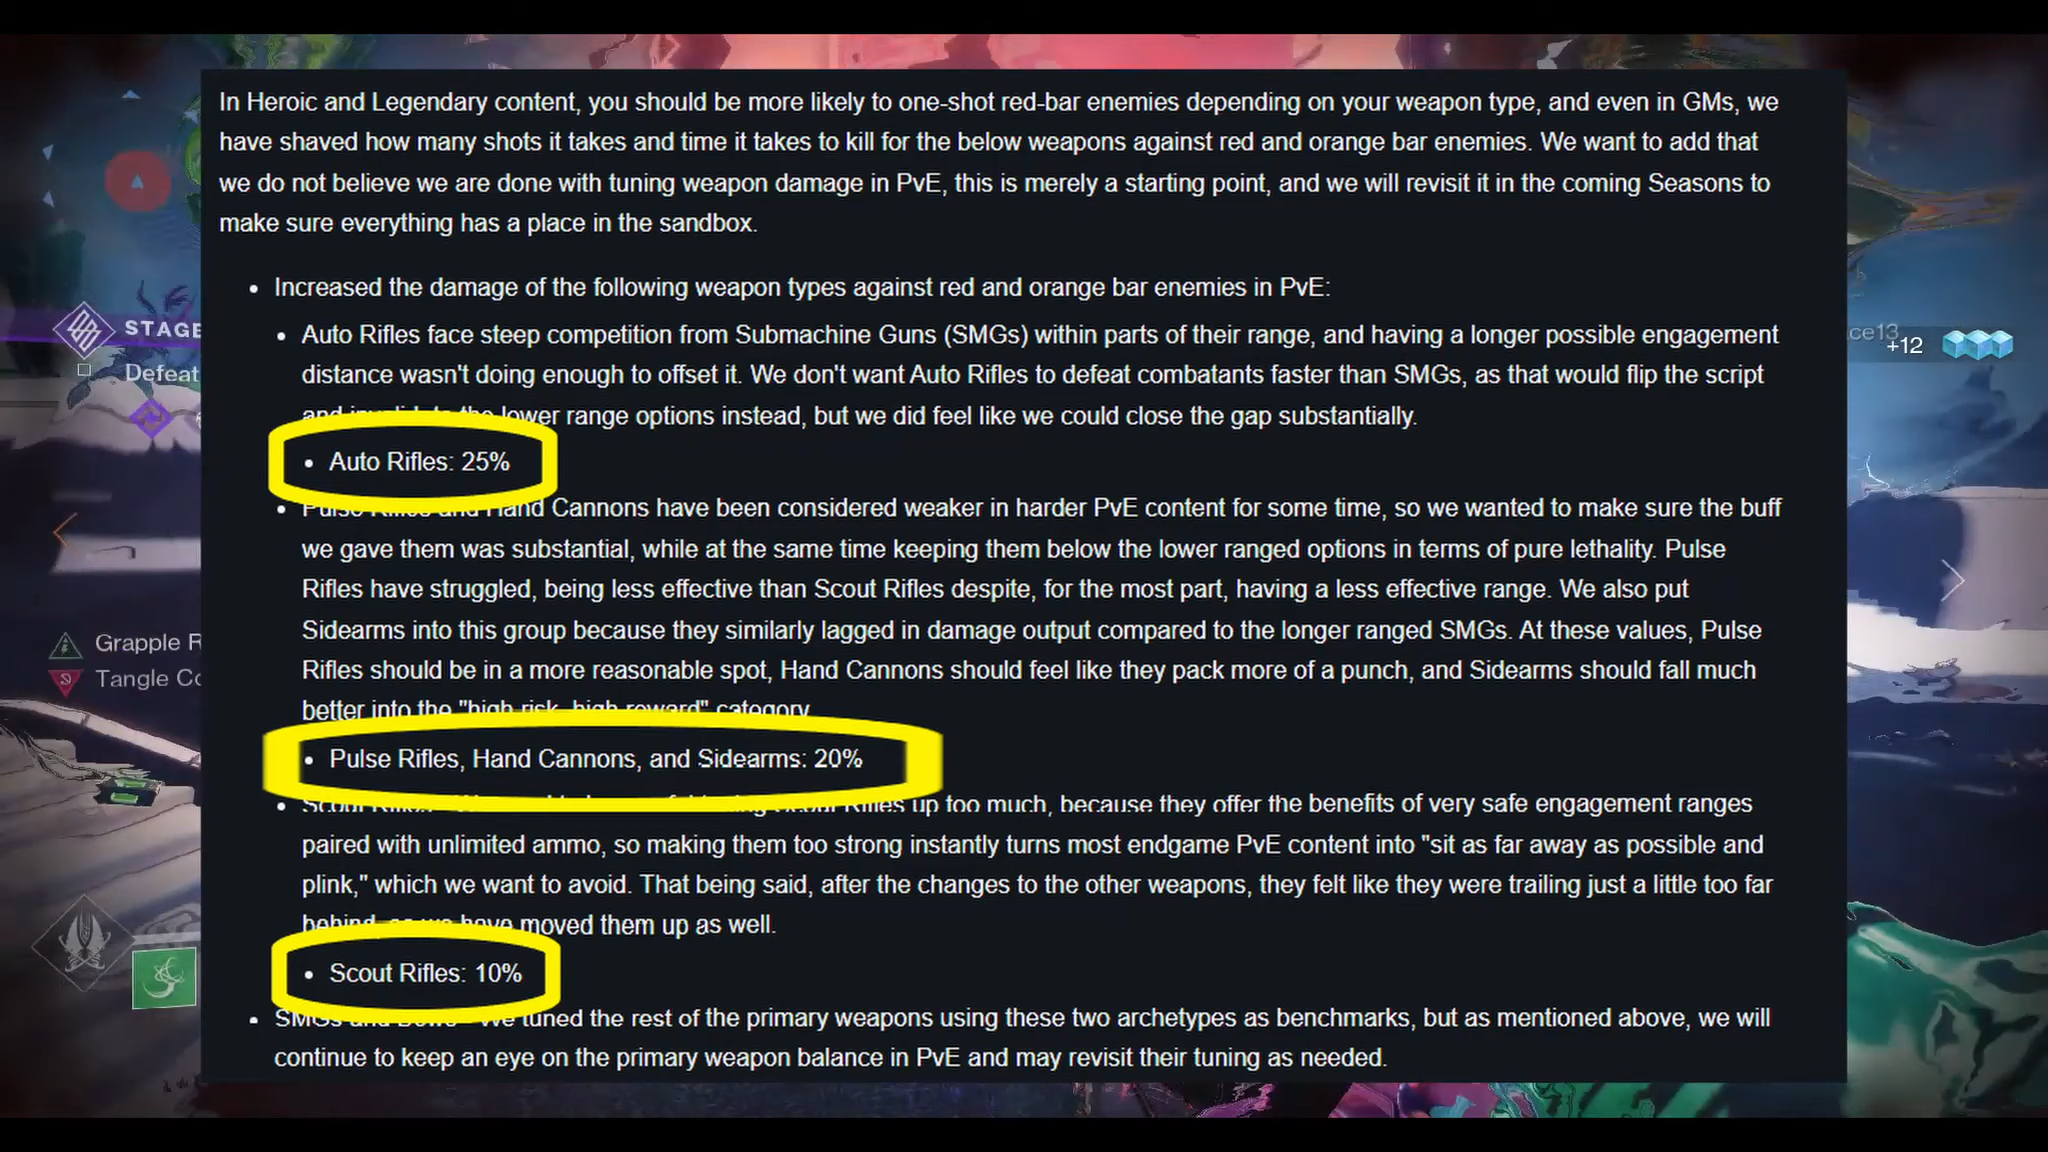 In Heroic and Legendary content, you should be more likely to one-shot red-bar enemies depending on your weapon type, and even in GMs, we
have shaved how many shots it takes and time it takes to kill for the below weapons against red and orange bar enemies. We want to add that
we do not believe we are done with tuning weapon damage in PvE, this is merely a starting point, and we will revisit it in the coming Seasons to
make sure everything has a place in the sandbox.
• Increased the damage of the following weapon types against red and orange bar enemies in PvE:
• Auto Rifles face steep competition from Submachine Guns (SMGs) within parts of their range, and having a longer possible engagement
distance wasn't doing enough to offset it. We don't want Auto Rifles to defeat combatants faster than SMGs, as that would flip the script
and the lower range options instead, but we did feel like we could close the gap substantially.
• Auto Rifles: 25%
• Pulse Rifles and Hand Cannons have been considered weaker in harder PvE content for some time, so we wanted to make sure the buff
we gave them was substantial, while at the same time keeping them below the lower ranged options in terms of pure lethality. Pulse
Rifles have struggled, being less effective than Scout Rifles despite, for the most part, having a less effective range. We also put
Sidearms into this group because they similarly lagged in damage output compared to the longer ranged SMGs. At these values, Pulse
Rifles should be in a more reasonable spot, Hand Cannons should feel like they pack more of a punch, and Sidearms should fall much
better into the "high risk, high reward" category
• Pulse Rifles, Hand Cannons, and Sidearms: 20%
• Scout Rifles up too much, because they offer the benefits of very safe engagement ranges
paired with unlimited ammo, so making them too strong instantly turns most endgame PvE content into "sit as far away as possible and
plink," which we want to avoid. That being said, after the changes to the other weapons, they felt like they were trailing just a little too far
behind, so we have moved them up as well.
• Scout Rifles: 10%
• SMGs and Bows - We tuned the rest of the primary weapons using these two archetypes as benchmarks, but as mentioned above, we will
continue to keep an eye on the primary weapon balance in PvE and may revisit their tuning as needed.
STAGE
Defeat
Grapple R
Tangle Co
ce13
+12